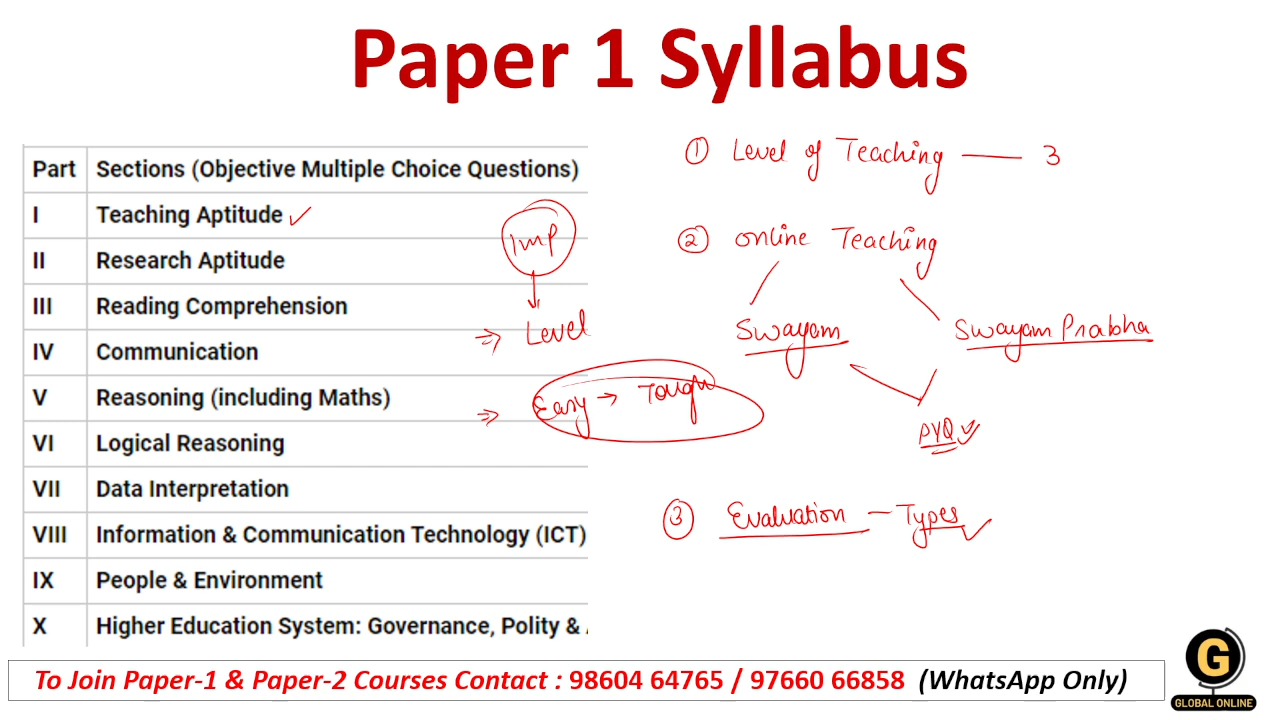 Paper 1 Syllabus
Part Sections (Objective Multiple Choice Questions)
I Teaching Aptitude
II Research Aptitude
III Reading Comprehension
IV Communication
V Reasoning (including Maths)
VI Logical Reasoning
VII Data Interpretation
VIII Information & Communication Technology (ICT)
IX People & Environment
X Higher Education System: Governance, Polity &
Imp
Level
Easy → Tough
① Level of Teaching — 3
② online Teaching
Swayam Swayam Prabha
PYQ
③ Evaluation - Types
To Join Paper-1 & Paper-2 Courses Contact : 98604 64765 / 97660 66858 (WhatsApp Only)
G
GLOBAL ONLINE